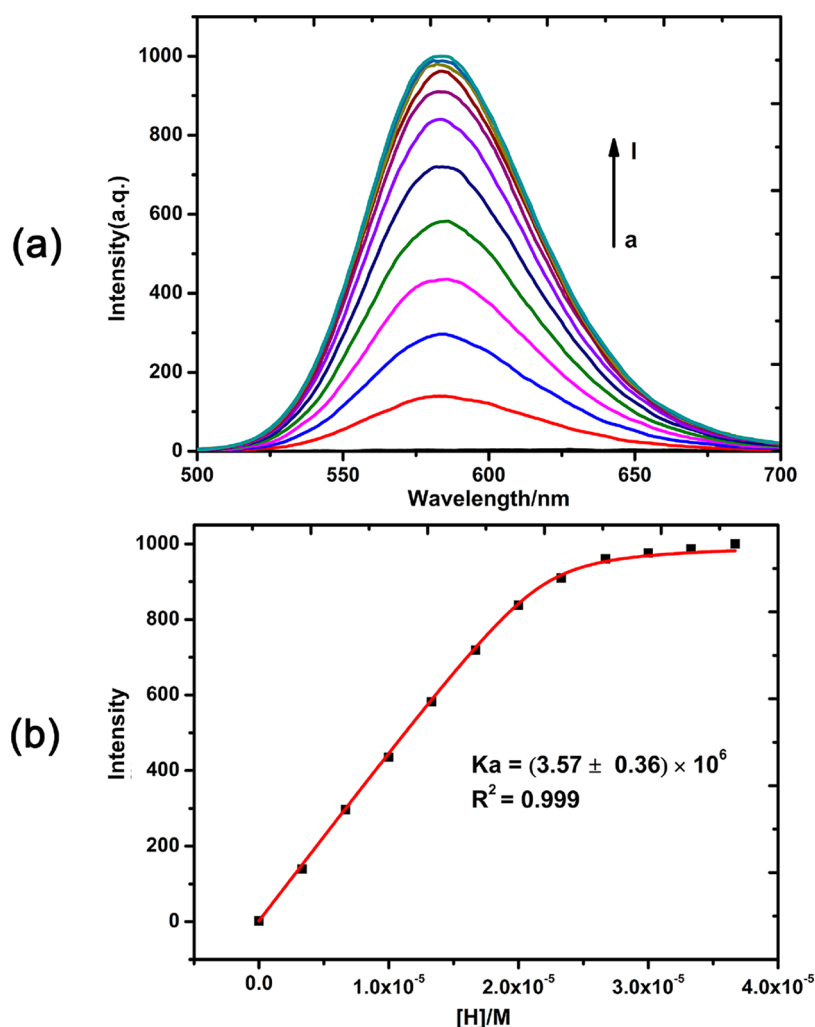 (a)
Intensity(a.q.)
1000
800
600
400
200
0
l
a
500
550
600
650
700
Wavelength/nm
(b)
Intensity
1000
800
600
400
200
0
Ka = (3.57 ± 0.36) × 10⁶
R² = 0.999
0.0
1.0x10⁻⁵
2.0x10⁻⁵
3.0x10⁻⁵
4.0x10⁻⁵
[H]/M